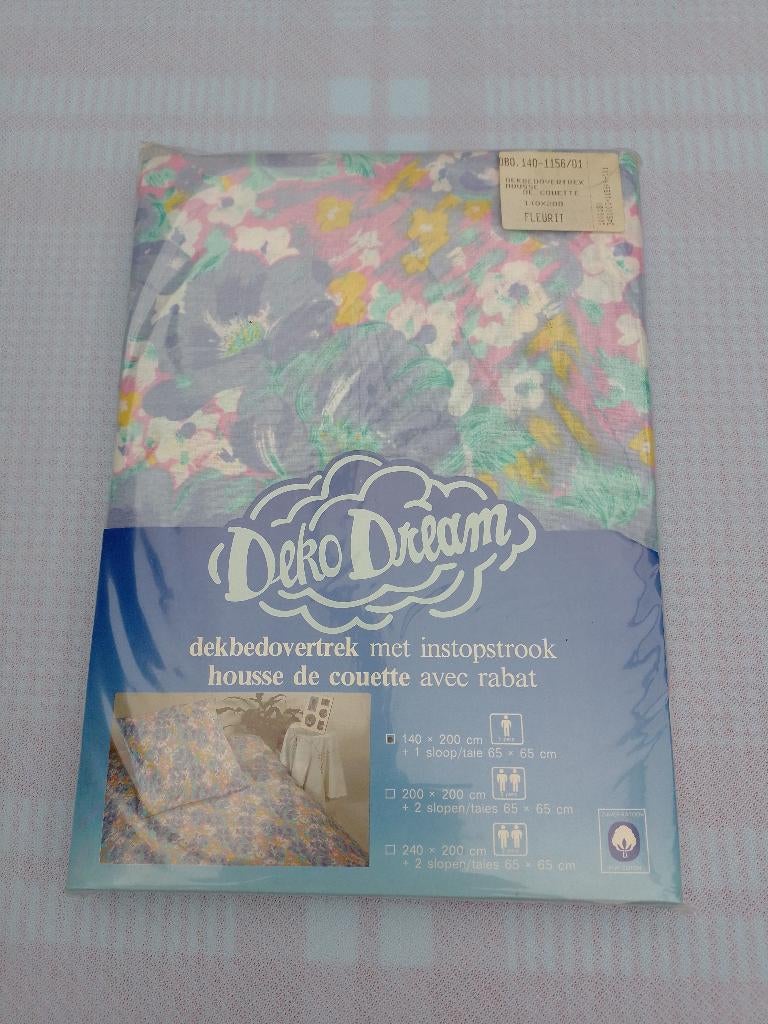 DBO.140-1156/01
DEKBEDOVERTREK
HOUSSE
DE COUETTE
140X200
FLEURIT
Deko Dream
dekbedovertrek met instopstrook
housse de couette avec rabat
140 × 200 cm
+ 1 sloop/taie 65 × 65 cm
200 × 200 cm
+ 2 slopen/taies 65 × 65 cm
240 × 200 cm
+ 2 slopen/taies 65 × 65 cm